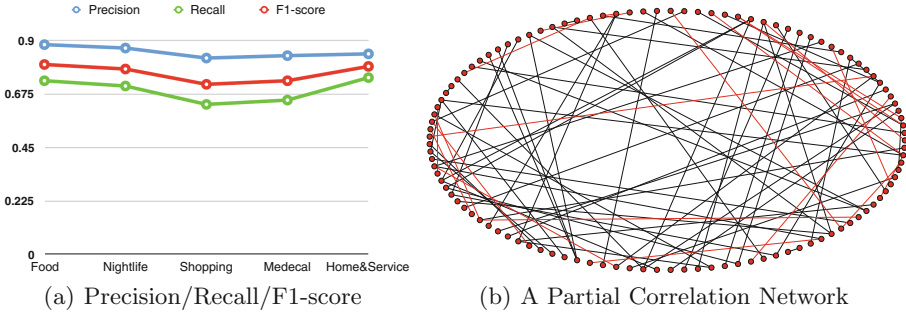 Precision Recall F1-score
0.9
0.675
0.45
0.225
0
Food Nightlife Shopping Medecal Home&Service
(a) Precision/Recall/F1-score
(b) A Partial Correlation Network